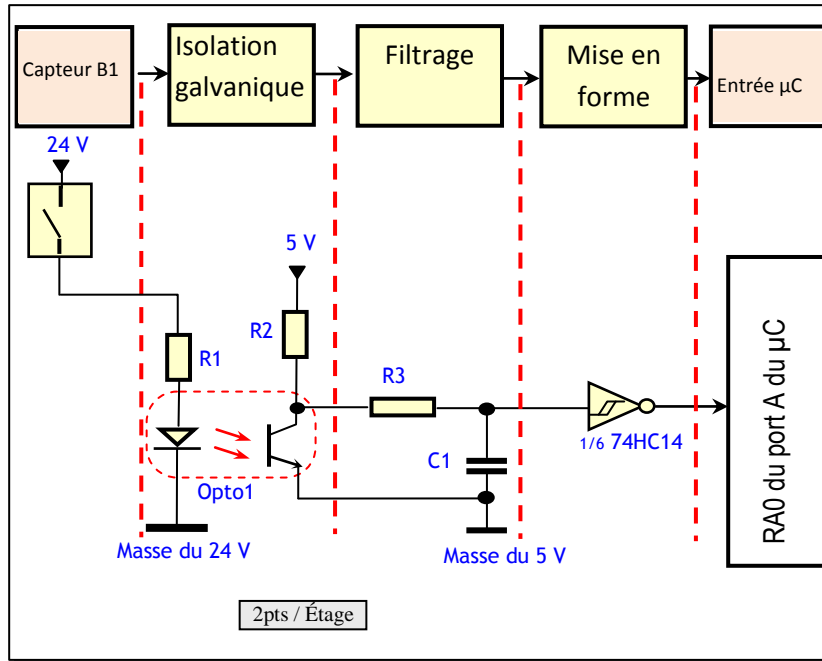 Capteur B1
Isolation
galvanique
Filtrage
Mise en
forme
Entrée µC
24 V
5 V
R2
R1
R3
C1
Opto1
1/6 74HC14
RA0 du port A du µC
Masse du 24 V
Masse du 5 V
2pts / Étage